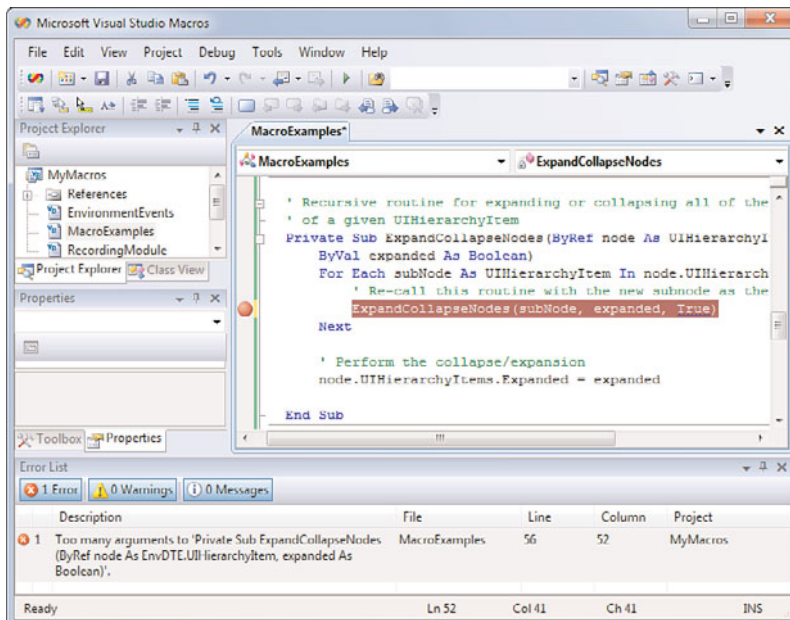 Microsoft Visual Studio Macros
File Edit View Project Debug Tools Window Help
Project Explorer
MyMacros
References
EnvironmentEvents
MacroExamples
RecordingModule
Project Explorer Class View
Properties
Toolbox Properties
MacroExamples*
MacroExamples ExpandCollapseNodes
' Recursive routine for expanding or collapsing all of the
' of a given UIHierarchyItem
Private Sub ExpandCollapseNodes(ByRef node As UIHierarchyI
ByVal expanded As Boolean)
For Each subNode As UIHierarchyItem In node.UIHierarch
' Re-call this routine with the new subnode as the
ExpandCollapseNodes(subNode, expanded, True)
Next
' Perform the collapse/expansion
node.UIHierarchyItems.Expanded = expanded
End Sub
Error List
1 Error 0 Warnings 0 Messages
Description File Line Column Project
1 Too many arguments to 'Private Sub ExpandCollapseNodes MacroExamples 56 52 MyMacros
(ByRef node As EnvDTE.UIHierarchyItem, expanded As
Boolean)'.
Ready Ln 52 Col 41 Ch 41 INS